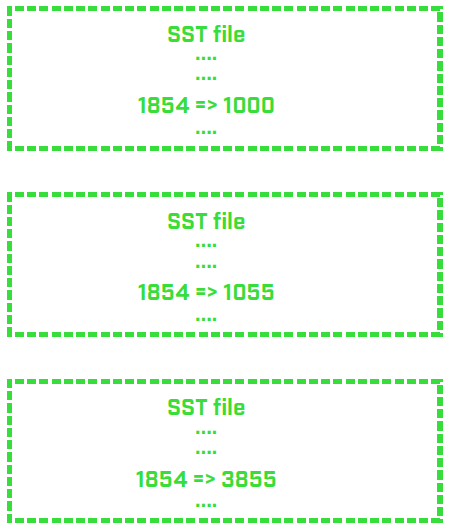 SST file
....
....
1854 => 1000
....
SST file
....
....
1854 => 1055
....
SST file
....
....
1854 => 3855
....